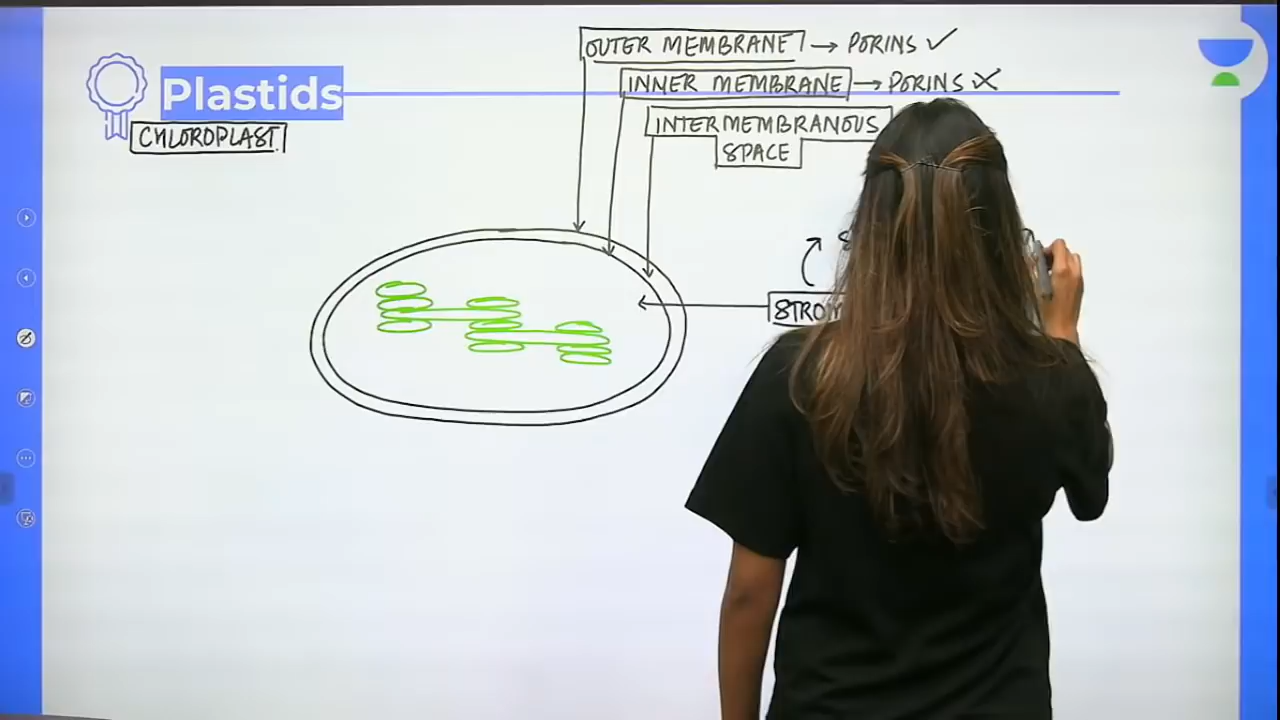 OUTER MEMBRANE → PORINS ✓
Plastids
INNER MEMBRANE → PORINS ✗
CHLOROPLAST
INTERMEMBRANOUS
SPACE